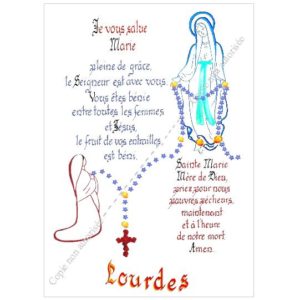 Je vous salue
Marie
pleine de grâce,
le Seigneur est avec vous.
Vous êtes bénie
entre toutes les femmes
et Jésus,
le fruit de vos entrailles,
est béni.
Sainte Marie
Mère de Dieu,
priez pour nous
pauvres pécheurs,
maintenant
et à l'heure
de notre mort
Amen.
Lourdes
Copie non autorisée